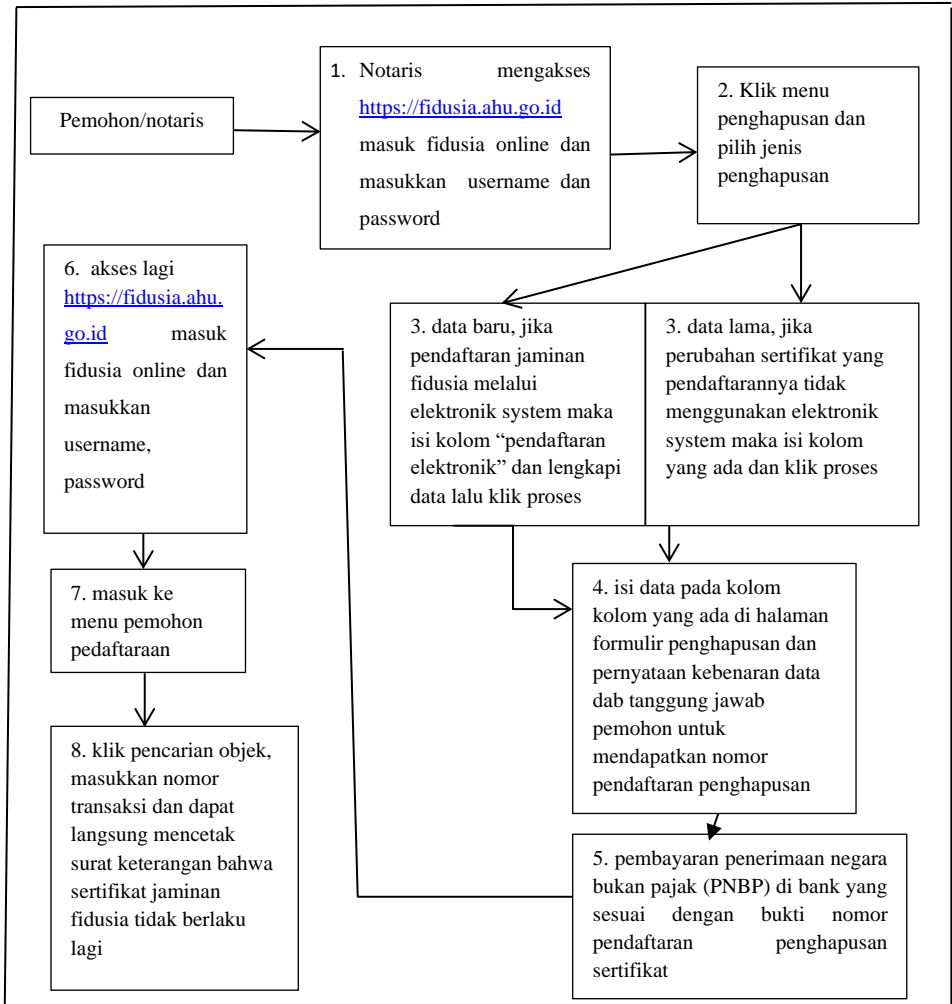 Pemohon/notaris
1. Notaris mengakses
https://fidusia.ahu.go.id
masuk fidusia online dan
masukkan username dan
password
2. Klik menu
penghapusan dan
pilih jenis
penghapusan
3. data baru, jika
pendaftaran jaminan
fidusia melalui
elektronik system maka
isi kolom “pendaftaran
elektronik” dan lengkapi
data lalu klik proses
3. data lama, jika
perubahan sertifikat yang
pendaftarannya tidak
menggunakan elektronik
system maka isi kolom
yang ada dan klik proses
4. isi data pada kolom
kolom yang ada di halaman
formulir penghapusan dan
pernyataan kebenaran data
dab tanggung jawab
pemohon untuk
mendapatkan nomor
pendaftaran penghapusan
5. pembayaran penerimaan negara
bukan pajak (PNBP) di bank yang
sesuai dengan bukti nomor
pendaftaran penghapusan
sertifikat
6. akses lagi
https://fidusia.ahu.
go.id masuk
fidusia online dan
masukkan
username,
password
7. masuk ke
menu pemohon
pedaftaraan
8. klik pencarian objek,
masukkan nomor
transaksi dan dapat
langsung mencetak
surat keterangan bahwa
sertifikat jaminan
fidusia tidak berlaku
lagi